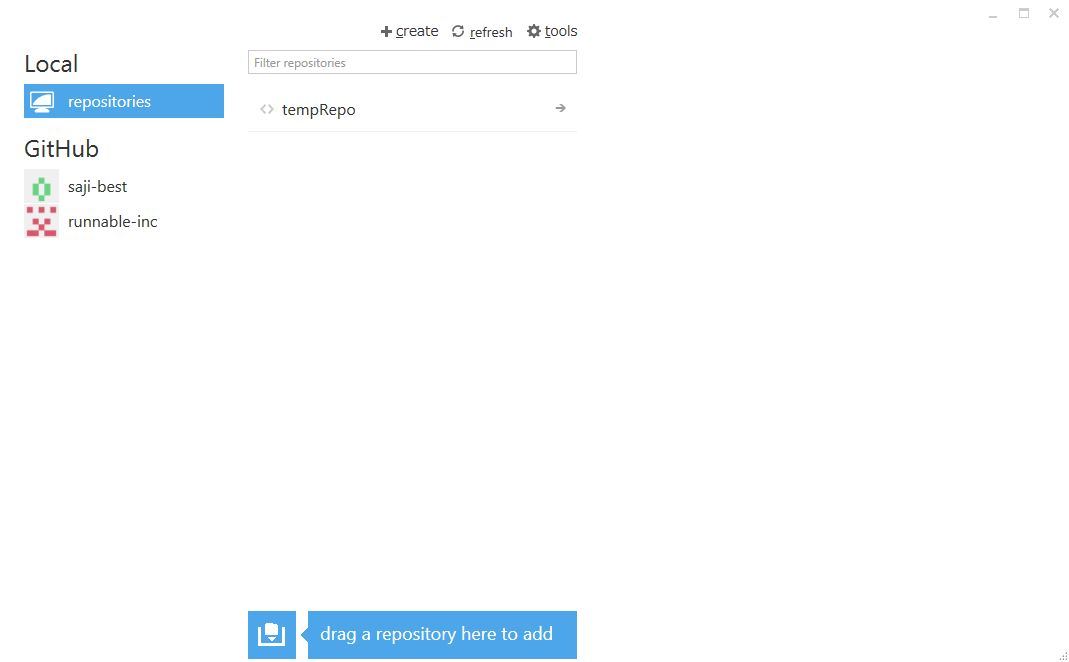 create refresh tools
Local
Filter repositories
repositories
tempRepo
GitHub
saji-best
runnable-inc
drag a repository here to add